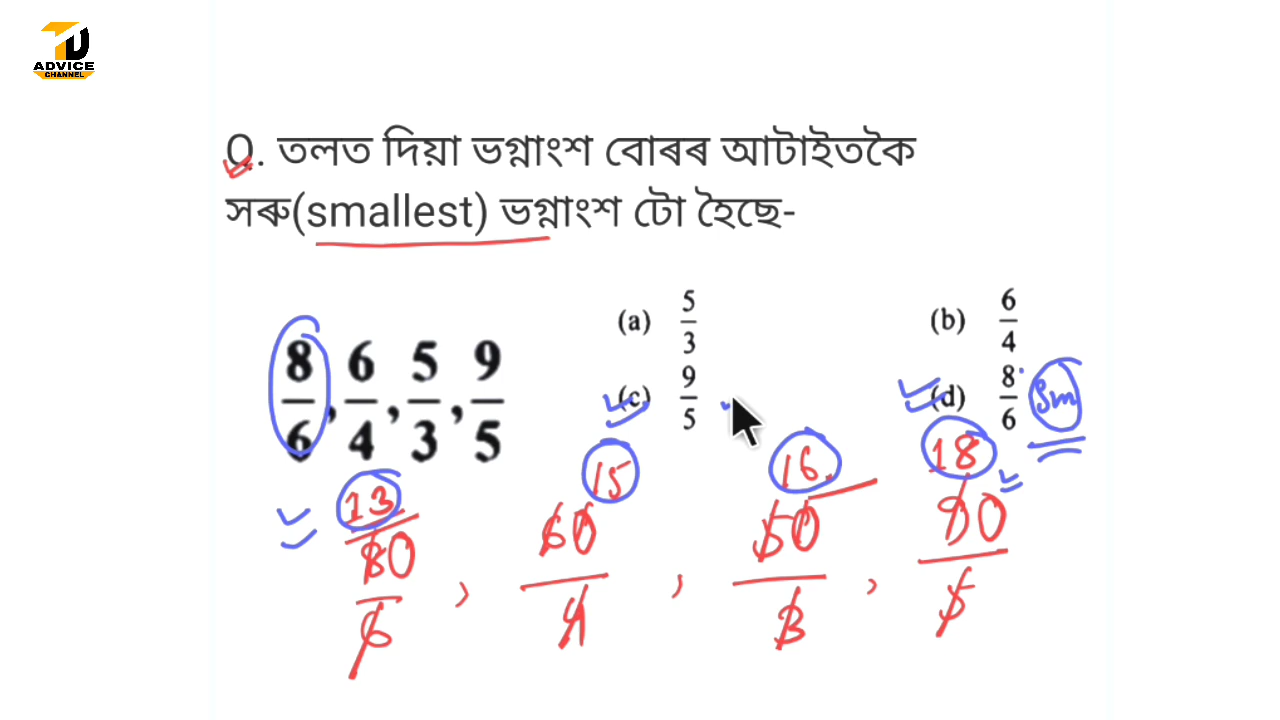 TD
ADVICE
CHANNEL
Q. তলত দিয়া ভগ্নাংশ বোৰৰ আটাইতকৈ
সৰু(smallest) ভগ্নাংশ টো হৈছে-
8/6, 6/4, 5/3, 9/5
(a) 5/3
(b) 6/4
(c) 9/5
(d) 8/6 Sm
13 15 16. 18
80/6, 60/4, 50/3, 90/5